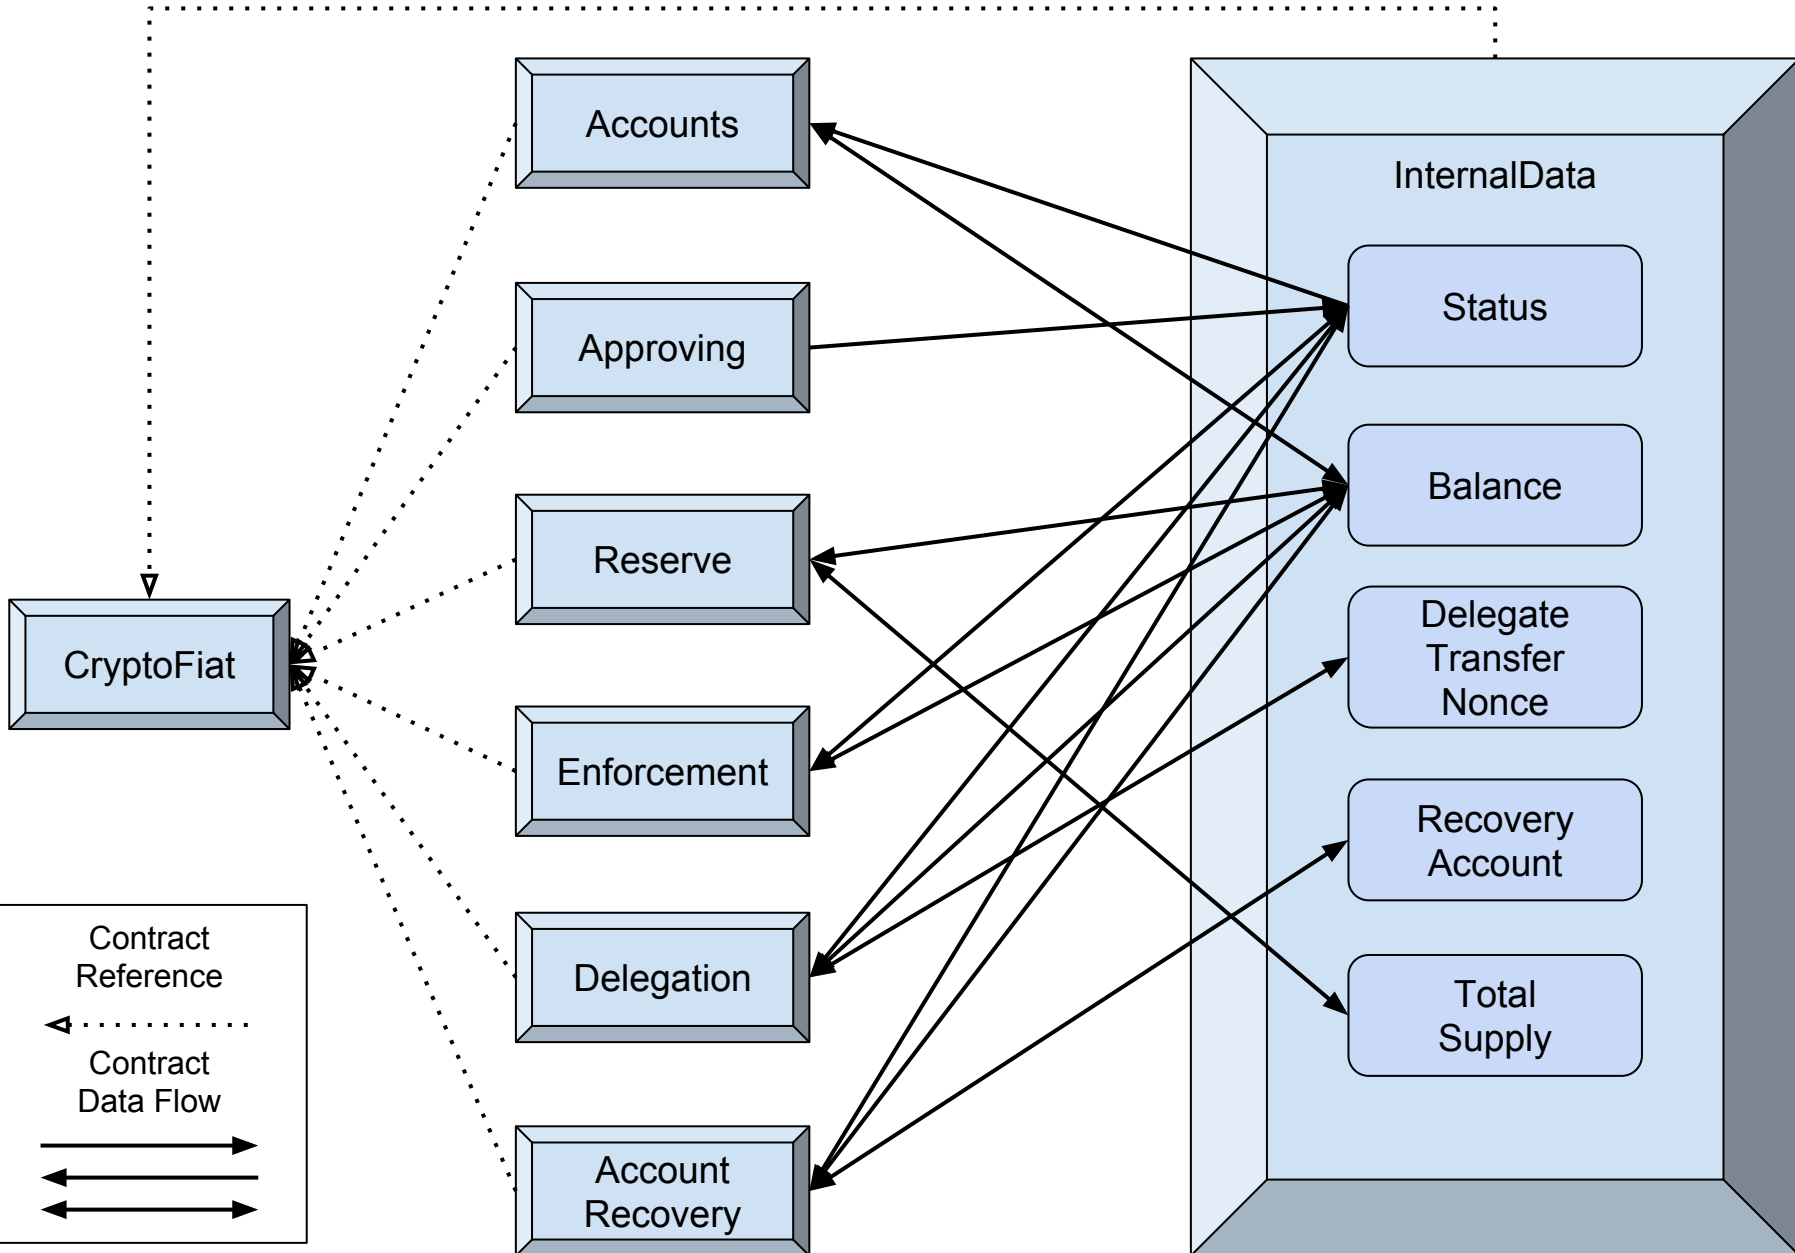 Accounts
InternalData
Status
Approving
Balance
Reserve
Delegate
Transfer
Nonce
CryptoFiat
Enforcement
Recovery
Account
Contract
Reference
Contract
Data Flow
Delegation
Total
Supply
Account
Recovery